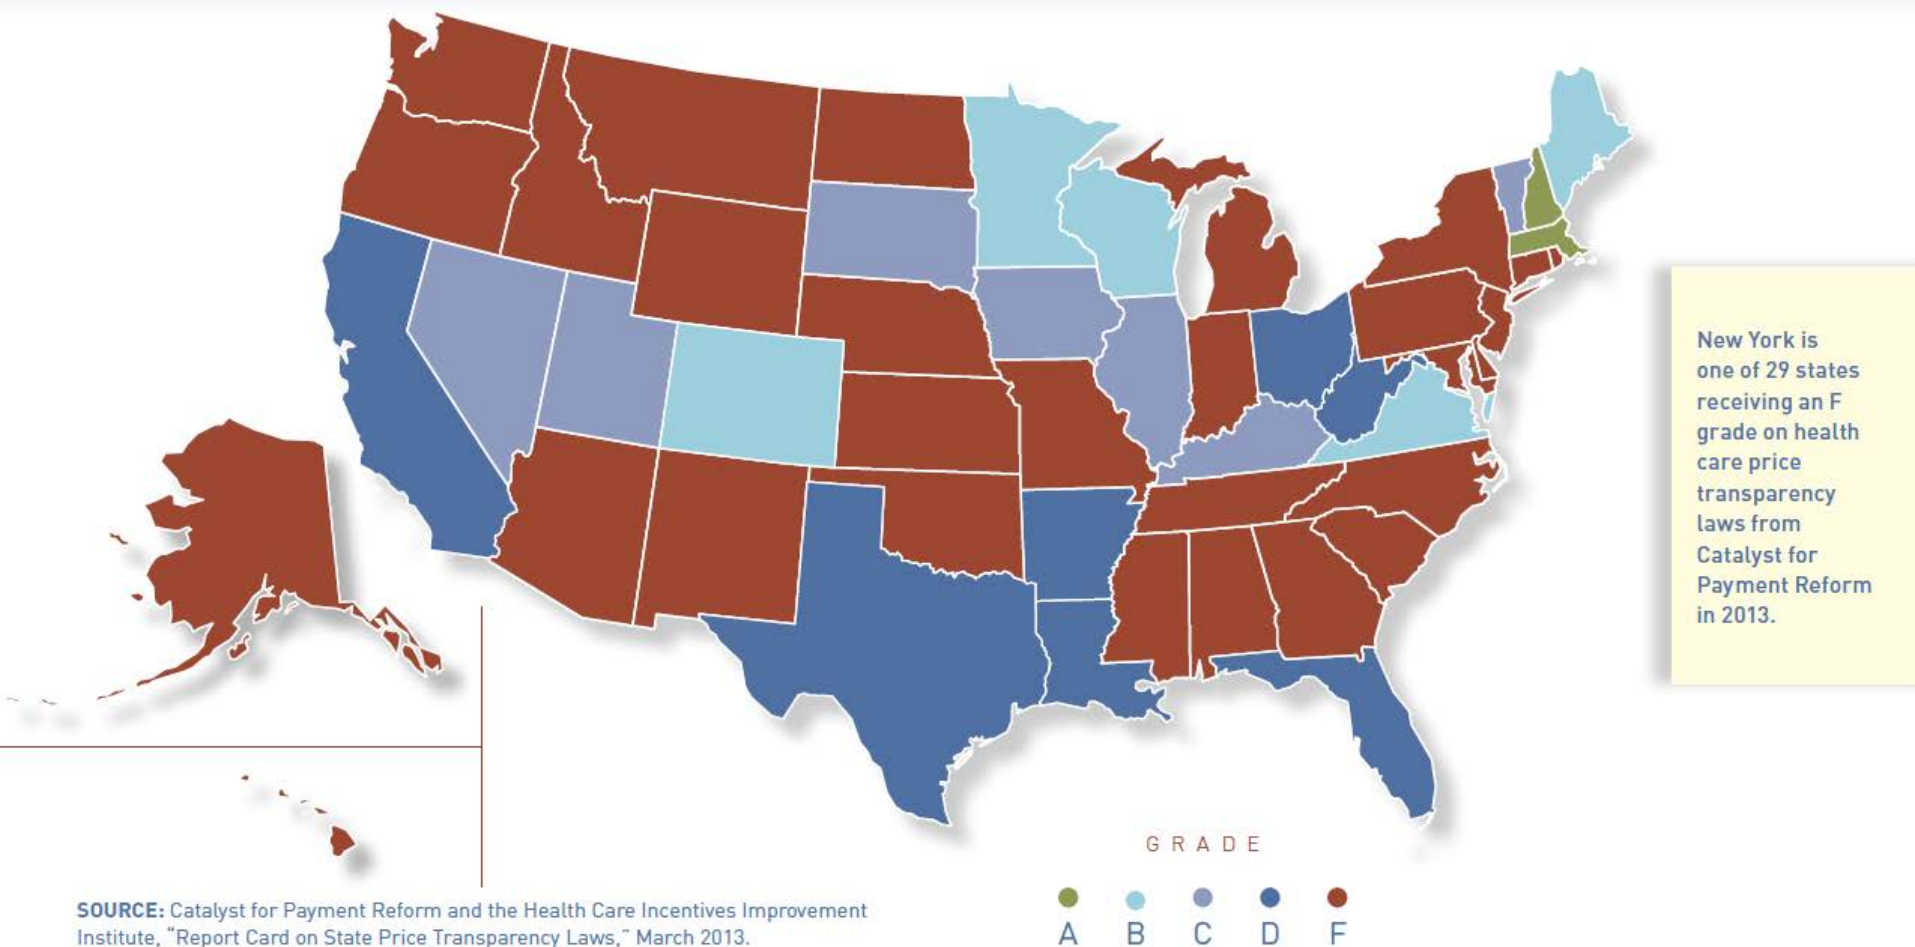 New York is
one of 29 states
receiving an F
grade on health
care price
transparency
laws from
Catalyst for
Payment Reform
in 2013.
GRADE
A B C D F
SOURCE: Catalyst for Payment Reform and the Health Care Incentives Improvement
Institute, “Report Card on State Price Transparency Laws,” March 2013.